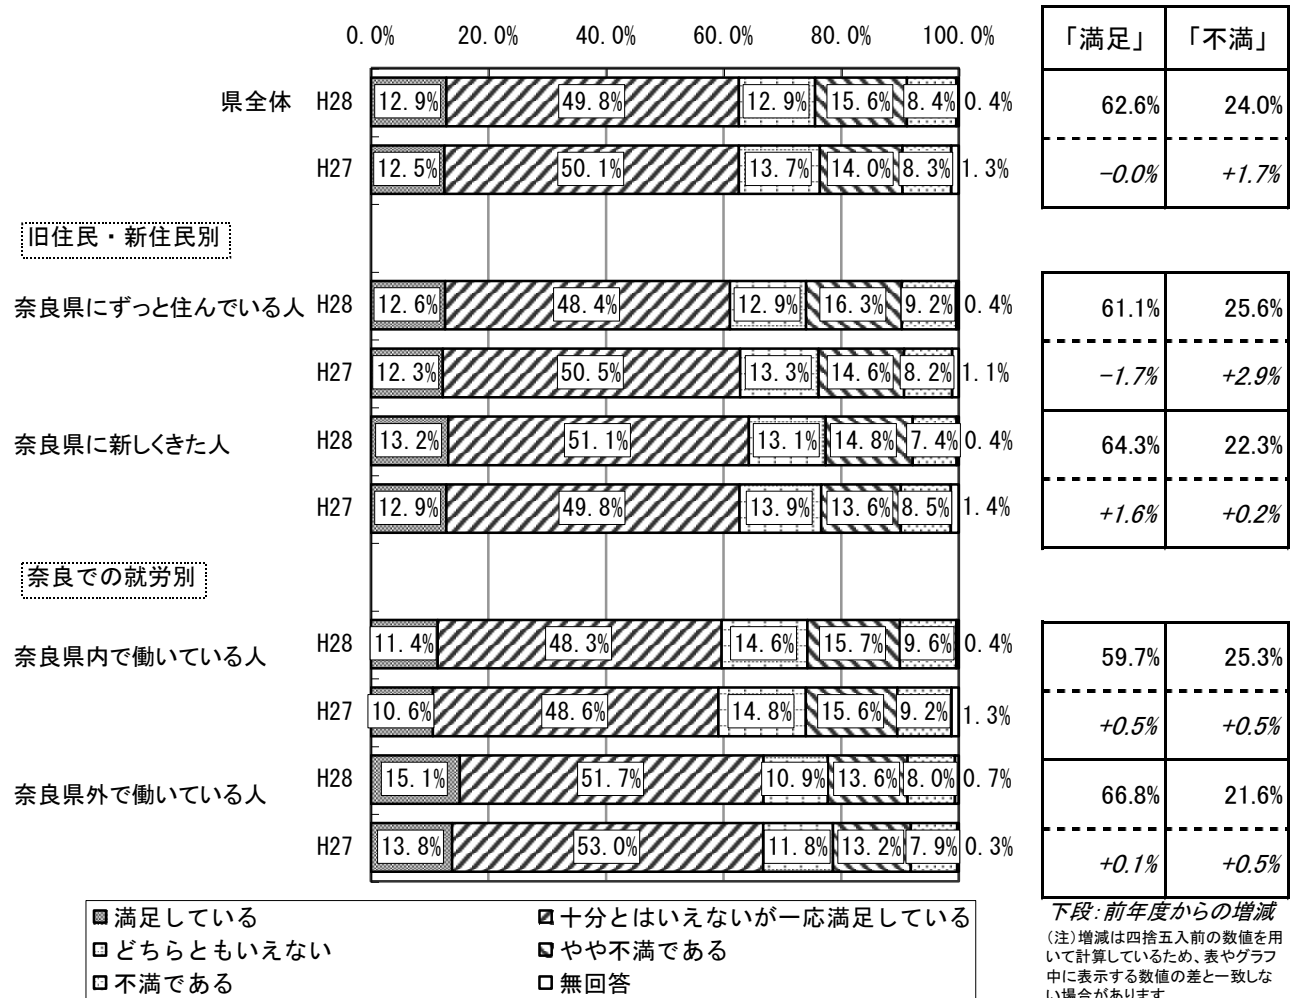 0.0% 20.0% 40.0% 60.0% 80.0% 100.0% 「満足」 「不満」
県全体 H28 12.9% 49.8% 12.9% 15.6% 8.4% 0.4% 62.6% 24.0%
H27 12.5% 50.1% 13.7% 14.0% 8.3% 1.3% -0.0% +1.7%
旧住民・新住民別
奈良県にずっと住んでいる人 H28 12.6% 48.4% 12.9% 16.3% 9.2% 0.4% 61.1% 25.6%
H27 12.3% 50.5% 13.3% 14.6% 8.2% 1.1% -1.7% +2.9%
奈良県に新しくきた人 H28 13.2% 51.1% 13.1% 14.8% 7.4% 0.4% 64.3% 22.3%
H27 12.9% 49.8% 13.9% 13.6% 8.5% 1.4% +1.6% +0.2%
奈良での就労別
奈良県内で働いている人 H28 11.4% 48.3% 14.6% 15.7% 9.6% 0.4% 59.7% 25.3%
H27 10.6% 48.6% 14.8% 15.6% 9.2% 1.3% +0.5% +0.5%
奈良県外で働いている人 H28 15.1% 51.7% 10.9% 13.6% 8.0% 0.7% 66.8% 21.6%
H27 13.8% 53.0% 11.8% 13.2% 7.9% 0.3% +0.1% +0.5%
満足している 十分とはいえないが一応満足している
どちらともいえない やや不満である
不満である 無回答
下段:前年度からの増減
(注)増減は四捨五入前の数値を用
いて計算しているため、表やグラフ
中に表示する数値の差と一致しな
い場合があります